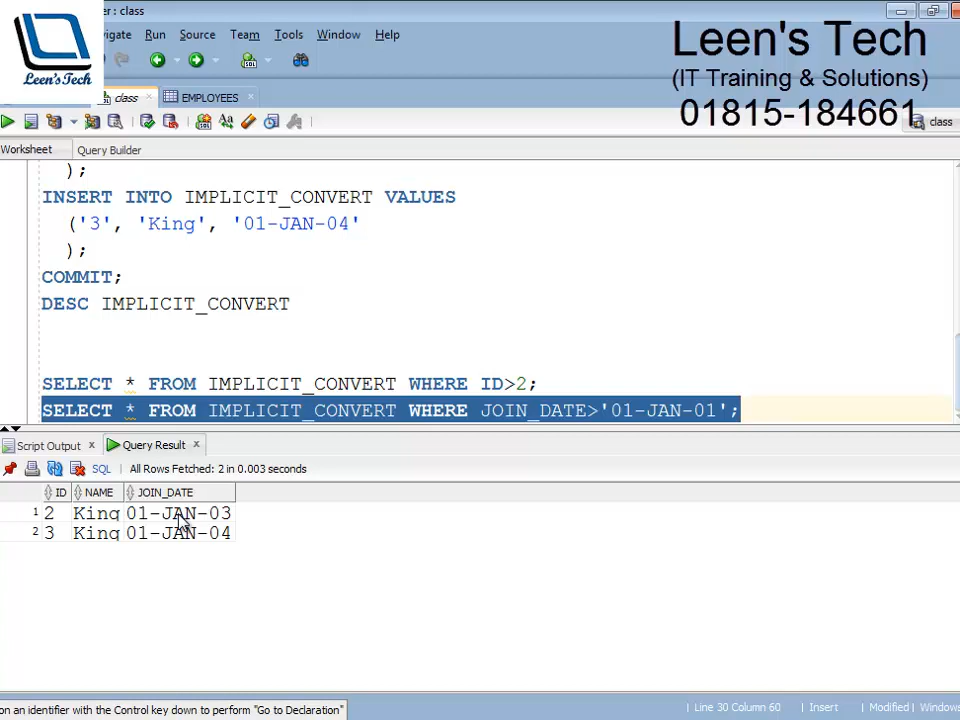 : class
Leen's Tech
Leen's Tech
(IT Training & Solutions)
01815-184661
igate Run Source Team Tools Window Help
SQL
class EMPLOYEES
Aa class
Worksheet Query Builder
);
INSERT INTO IMPLICIT_CONVERT VALUES
('3', 'King', '01-JAN-04'
);
COMMIT;
DESC IMPLICIT_CONVERT
SELECT * FROM IMPLICIT_CONVERT WHERE ID>2;
SELECT * FROM IMPLICIT_CONVERT WHERE JOIN_DATE>'01-JAN-01';
Script Output Query Result
SQL All Rows Fetched: 2 in 0.003 seconds
ID NAME JOIN_DATE
1 2 King 01-JAN-03
2 3 King 01-JAN-04
on an identifier with the Control key down to perform "Go to Declaration" Line 30 Column 60 Insert Modified Windows